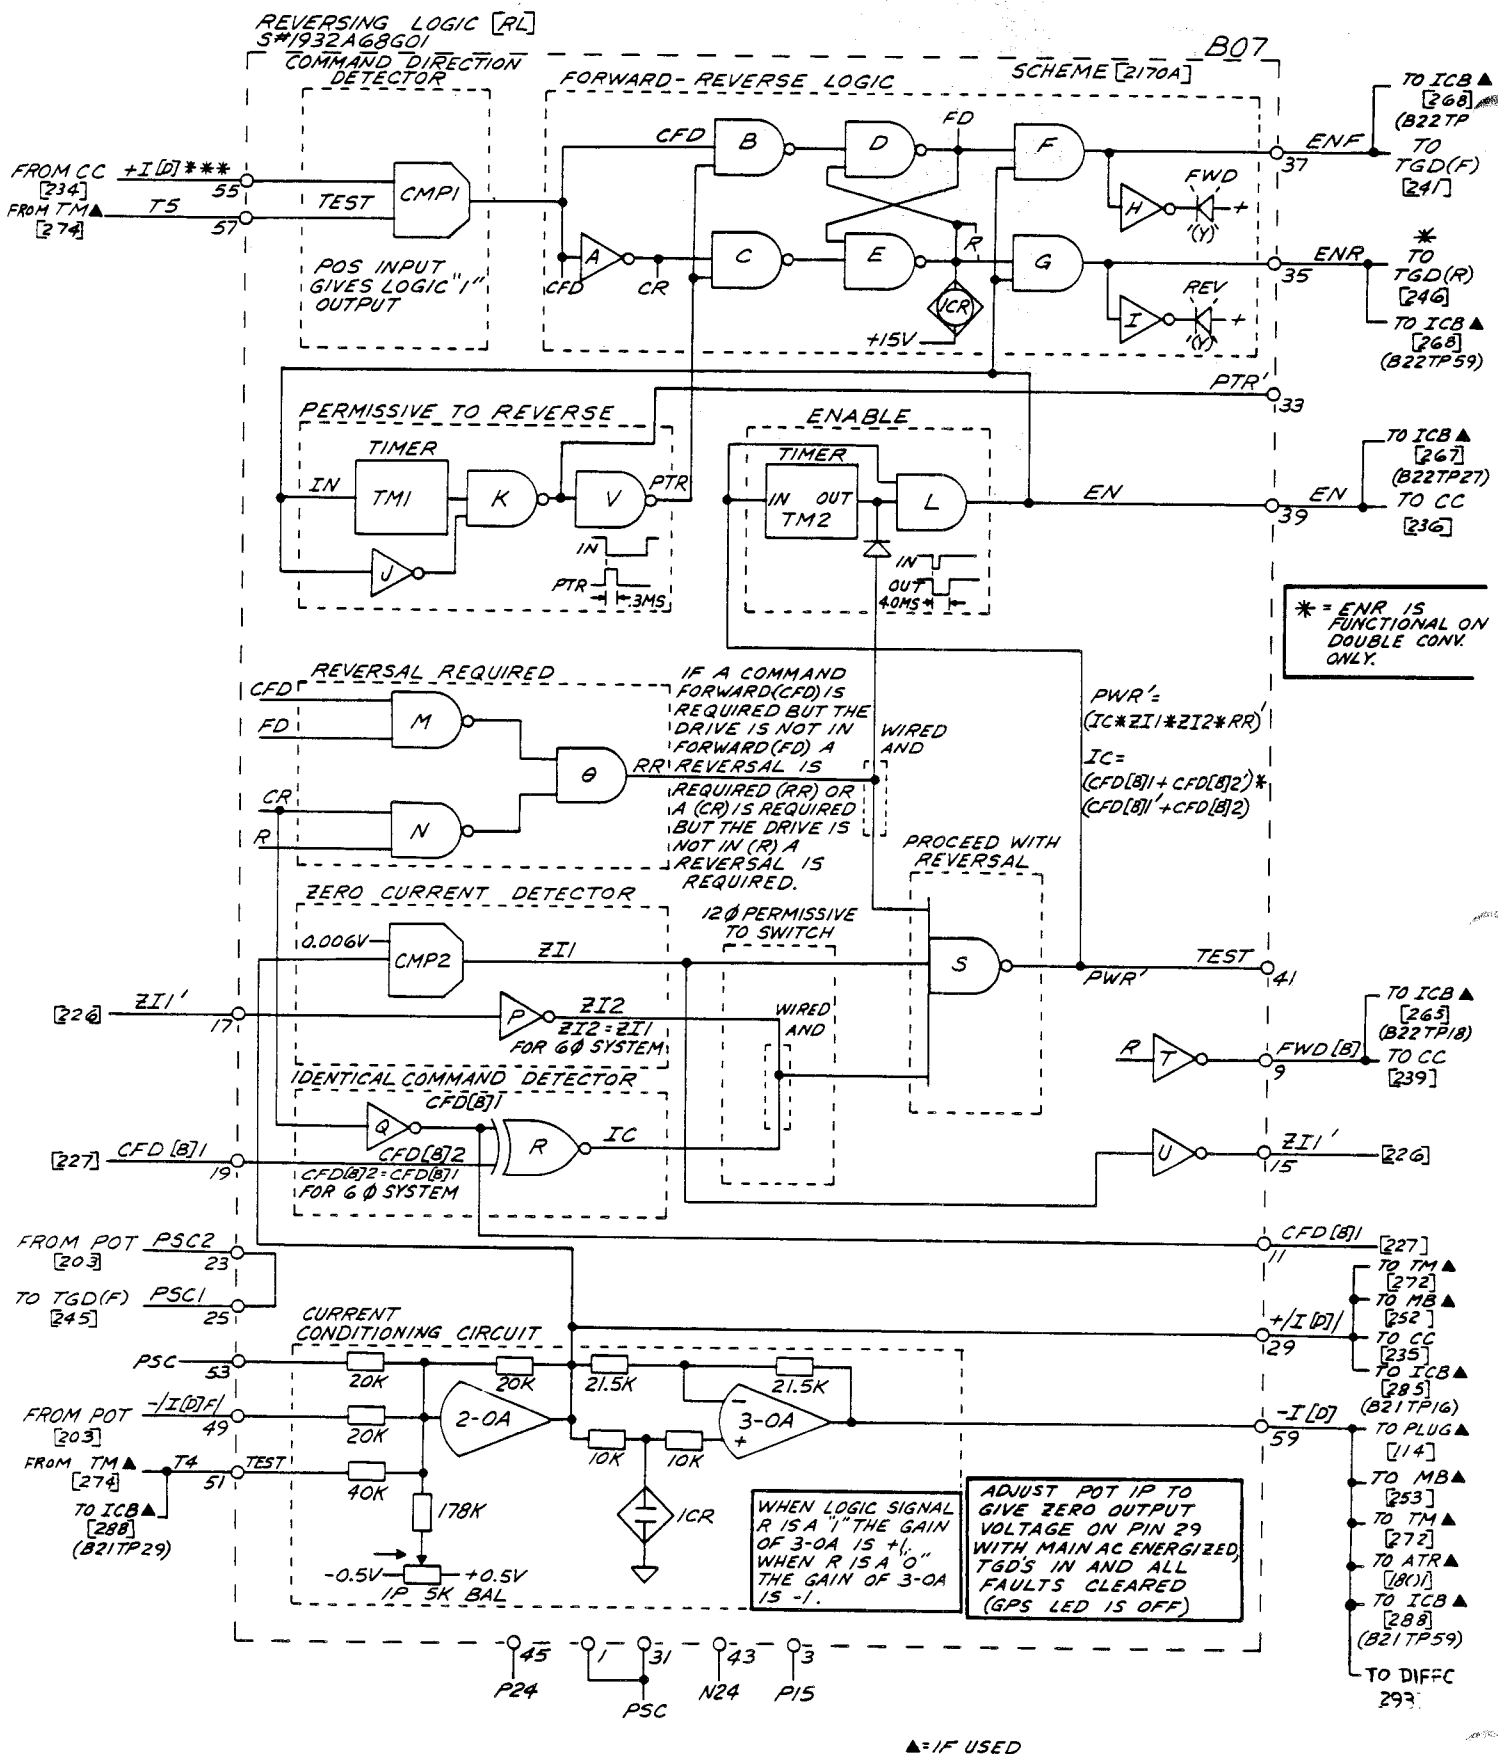 REVERSING LOGIC [RL]
S#1932A68G01
B07
COMMAND DIRECTION
DETECTOR
FORWARD-REVERSE LOGIC
SCHEME [2170A]
TO ICB ▲
[268]
(B22TP
TO
TGD(F)
[241]
CFD
B
D
FD
F
ENF
37
FROM CC
[234]
+I[D]***
55
FROM TM▲
[274]
T5
57
TEST
CMP1
FWD
H
+
(Y)
*
TO
TGD(R)
[246]
POS INPUT
GIVES LOGIC "1"
OUTPUT
A
CFD
CR
C
E
R
G
ENR
35
1CR
+15V
REV
I
+
(Y)
TO ICB ▲
[268]
(B22TP59)
PTR'
33
PERMISSIVE TO REVERSE
ENABLE
TIMER
IN
TM1
K
V
PTR
J
IN
PTR
.3MS
TIMER
IN OUT
TM2
L
IN
OUT
40MS
EN
EN
39
TO ICB ▲
[267]
(B22TP27)
TO CC
[236]
* = ENR IS
FUNCTIONAL ON
DOUBLE CONV.
ONLY.
REVERSAL REQUIRED
CFD
FD
M
CR
R
N
θ
RR
IF A COMMAND
FORWARD(CFD) IS
REQUIRED BUT THE
DRIVE IS NOT IN
FORWARD(FD) A
REVERSAL IS
REQUIRED (RR) OR
A (CR) IS REQUIRED
BUT THE DRIVE IS
NOT IN (R) A
REVERSAL IS
REQUIRED.
WIRED
AND
PWR'=
(IC*ZI1*ZI2*RR)'
IC=
(CFD[B]1+CFD[B]2')*
(CFD[B]1'+CFD[B]2)
PROCEED WITH
REVERSAL
ZERO CURRENT DETECTOR
12ϕ PERMISSIVE
TO SWITCH
0.006V
CMP2
ZI1
S
PWR'
TEST
41
[226]
ZI1'
17
P
ZI2
ZI2=ZI1
FOR 6ϕ SYSTEM
WIRED
AND
R
T
9
FWD[B]
TO ICB ▲
[265]
(B22TP18)
TO CC
[239]
IDENTICAL COMMAND DETECTOR
CFD[B]1
Q
R
IC
[227]
CFD[B]1
19
CFD[B]2
CFD[B]2=CFD[B]1
FOR 6ϕ SYSTEM
U
ZI1'
15
[226]
FROM POT
[203]
PSC2
23
TO TGD(F)
[245]
PSC1
25
CFD[B]1
11
[227]
TO TM ▲
[272]
TO MB ▲
[252]
TO CC
[235]
TO ICB ▲
[285]
(B21TP16)
+/I[D]/
29
CURRENT
CONDITIONING CIRCUIT
PSC
53
20K
20K
21.5K
21.5K
FROM POT
[203]
-/I[D]F/
49
20K
2-OA
-
3-OA
+
10K
10K
-I[D]
59
TO PLUG▲
[114]
TO MB▲
[253]
TO TM ▲
[272]
TO ATR▲
[18()1]
TO ICB ▲
[288]
(B21TP59)
TO DIFFC
293
FROM TM▲
[274]
T4
51
TEST
40K
TO ICB▲
[288]
(B21TP29)
178K
1CR
-0.5V
+0.5V
1P 5K BAL
WHEN LOGIC SIGNAL
R IS A "1" THE GAIN
OF 3-OA IS +1.
WHEN R IS A "0"
THE GAIN OF 3-OA
IS -1.
ADJUST POT 1P TO
GIVE ZERO OUTPUT
VOLTAGE ON PIN 29
WITH MAIN AC ENERGIZED,
TGD'S IN AND ALL
FAULTS CLEARED
(GPS LED IS OFF)
45
P24
1
31
PSC
43
N24
3
P15
▲=IF USED